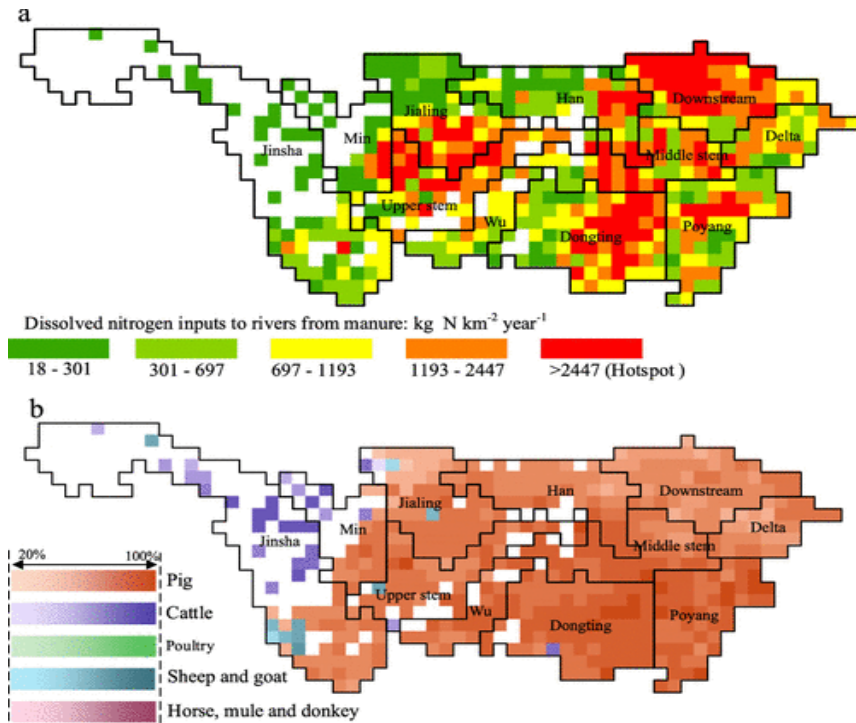 a
Jialing
Han
Downstream
Delta
Min
Jinsha
Middle stem
Upper stem
Wu
Dongting
Poyang
Dissolved nitrogen inputs to rivers from manure: kg N km⁻² year⁻¹
18 - 301
301 - 697
697 - 1193
1193 - 2447
>2447 (Hotspot )
b
Jialing
Han
Downstream
Delta
Min
Jinsha
Middle stem
Upper stem
Wu
Dongting
Poyang
20% 100%
Pig
Cattle
Poultry
Sheep and goat
Horse, mule and donkey